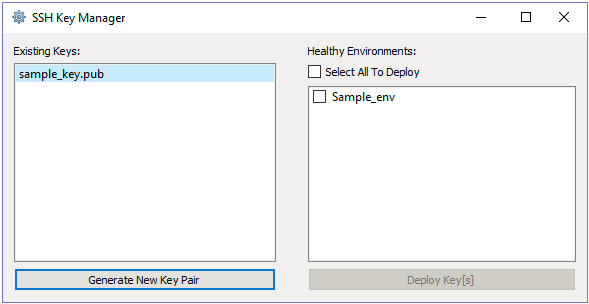 SSH Key Manager
Existing Keys:
sample_key.pub
Generate New Key Pair
Healthy Environments:
Select All To Deploy
Sample_env
Deploy Key[s]